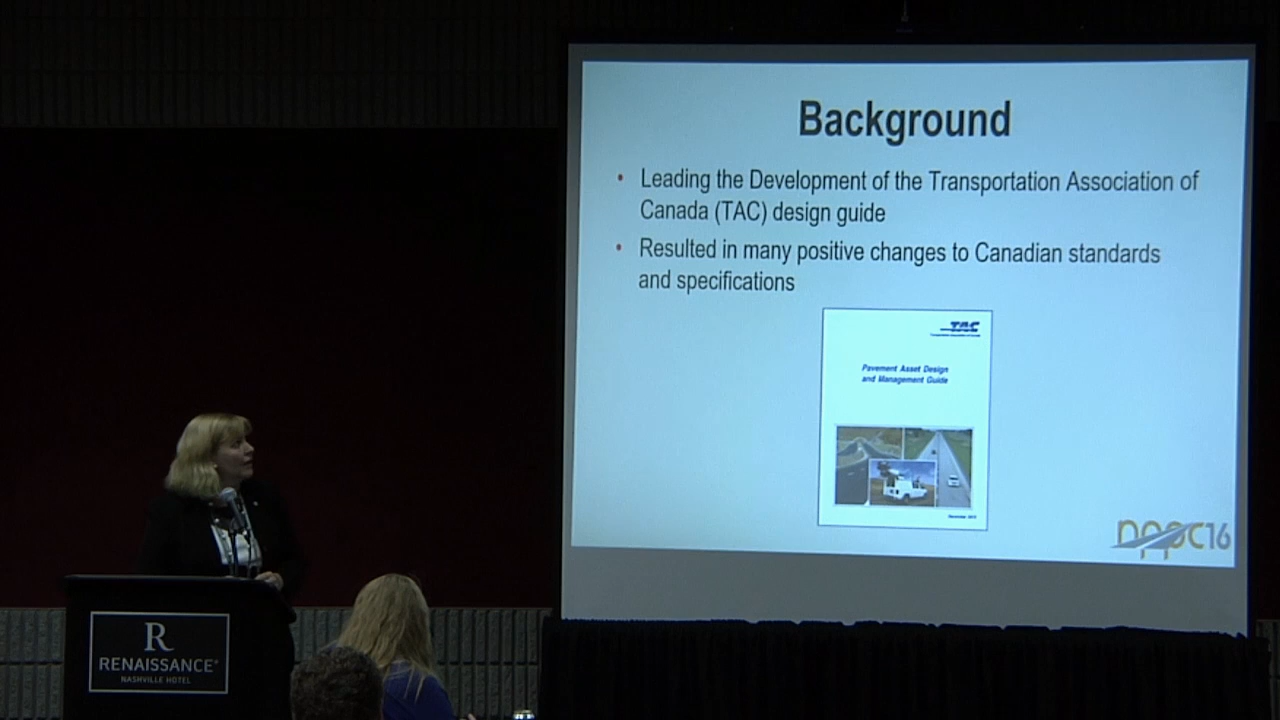 Background
• Leading the Development of the Transportation Association of
Canada (TAC) design guide
• Resulted in many positive changes to Canadian standards
and specifications
TAC
Pavement Asset Design
and Management Guide
nppc16
R
RENAISSANCE
NASHVILLE HOTEL